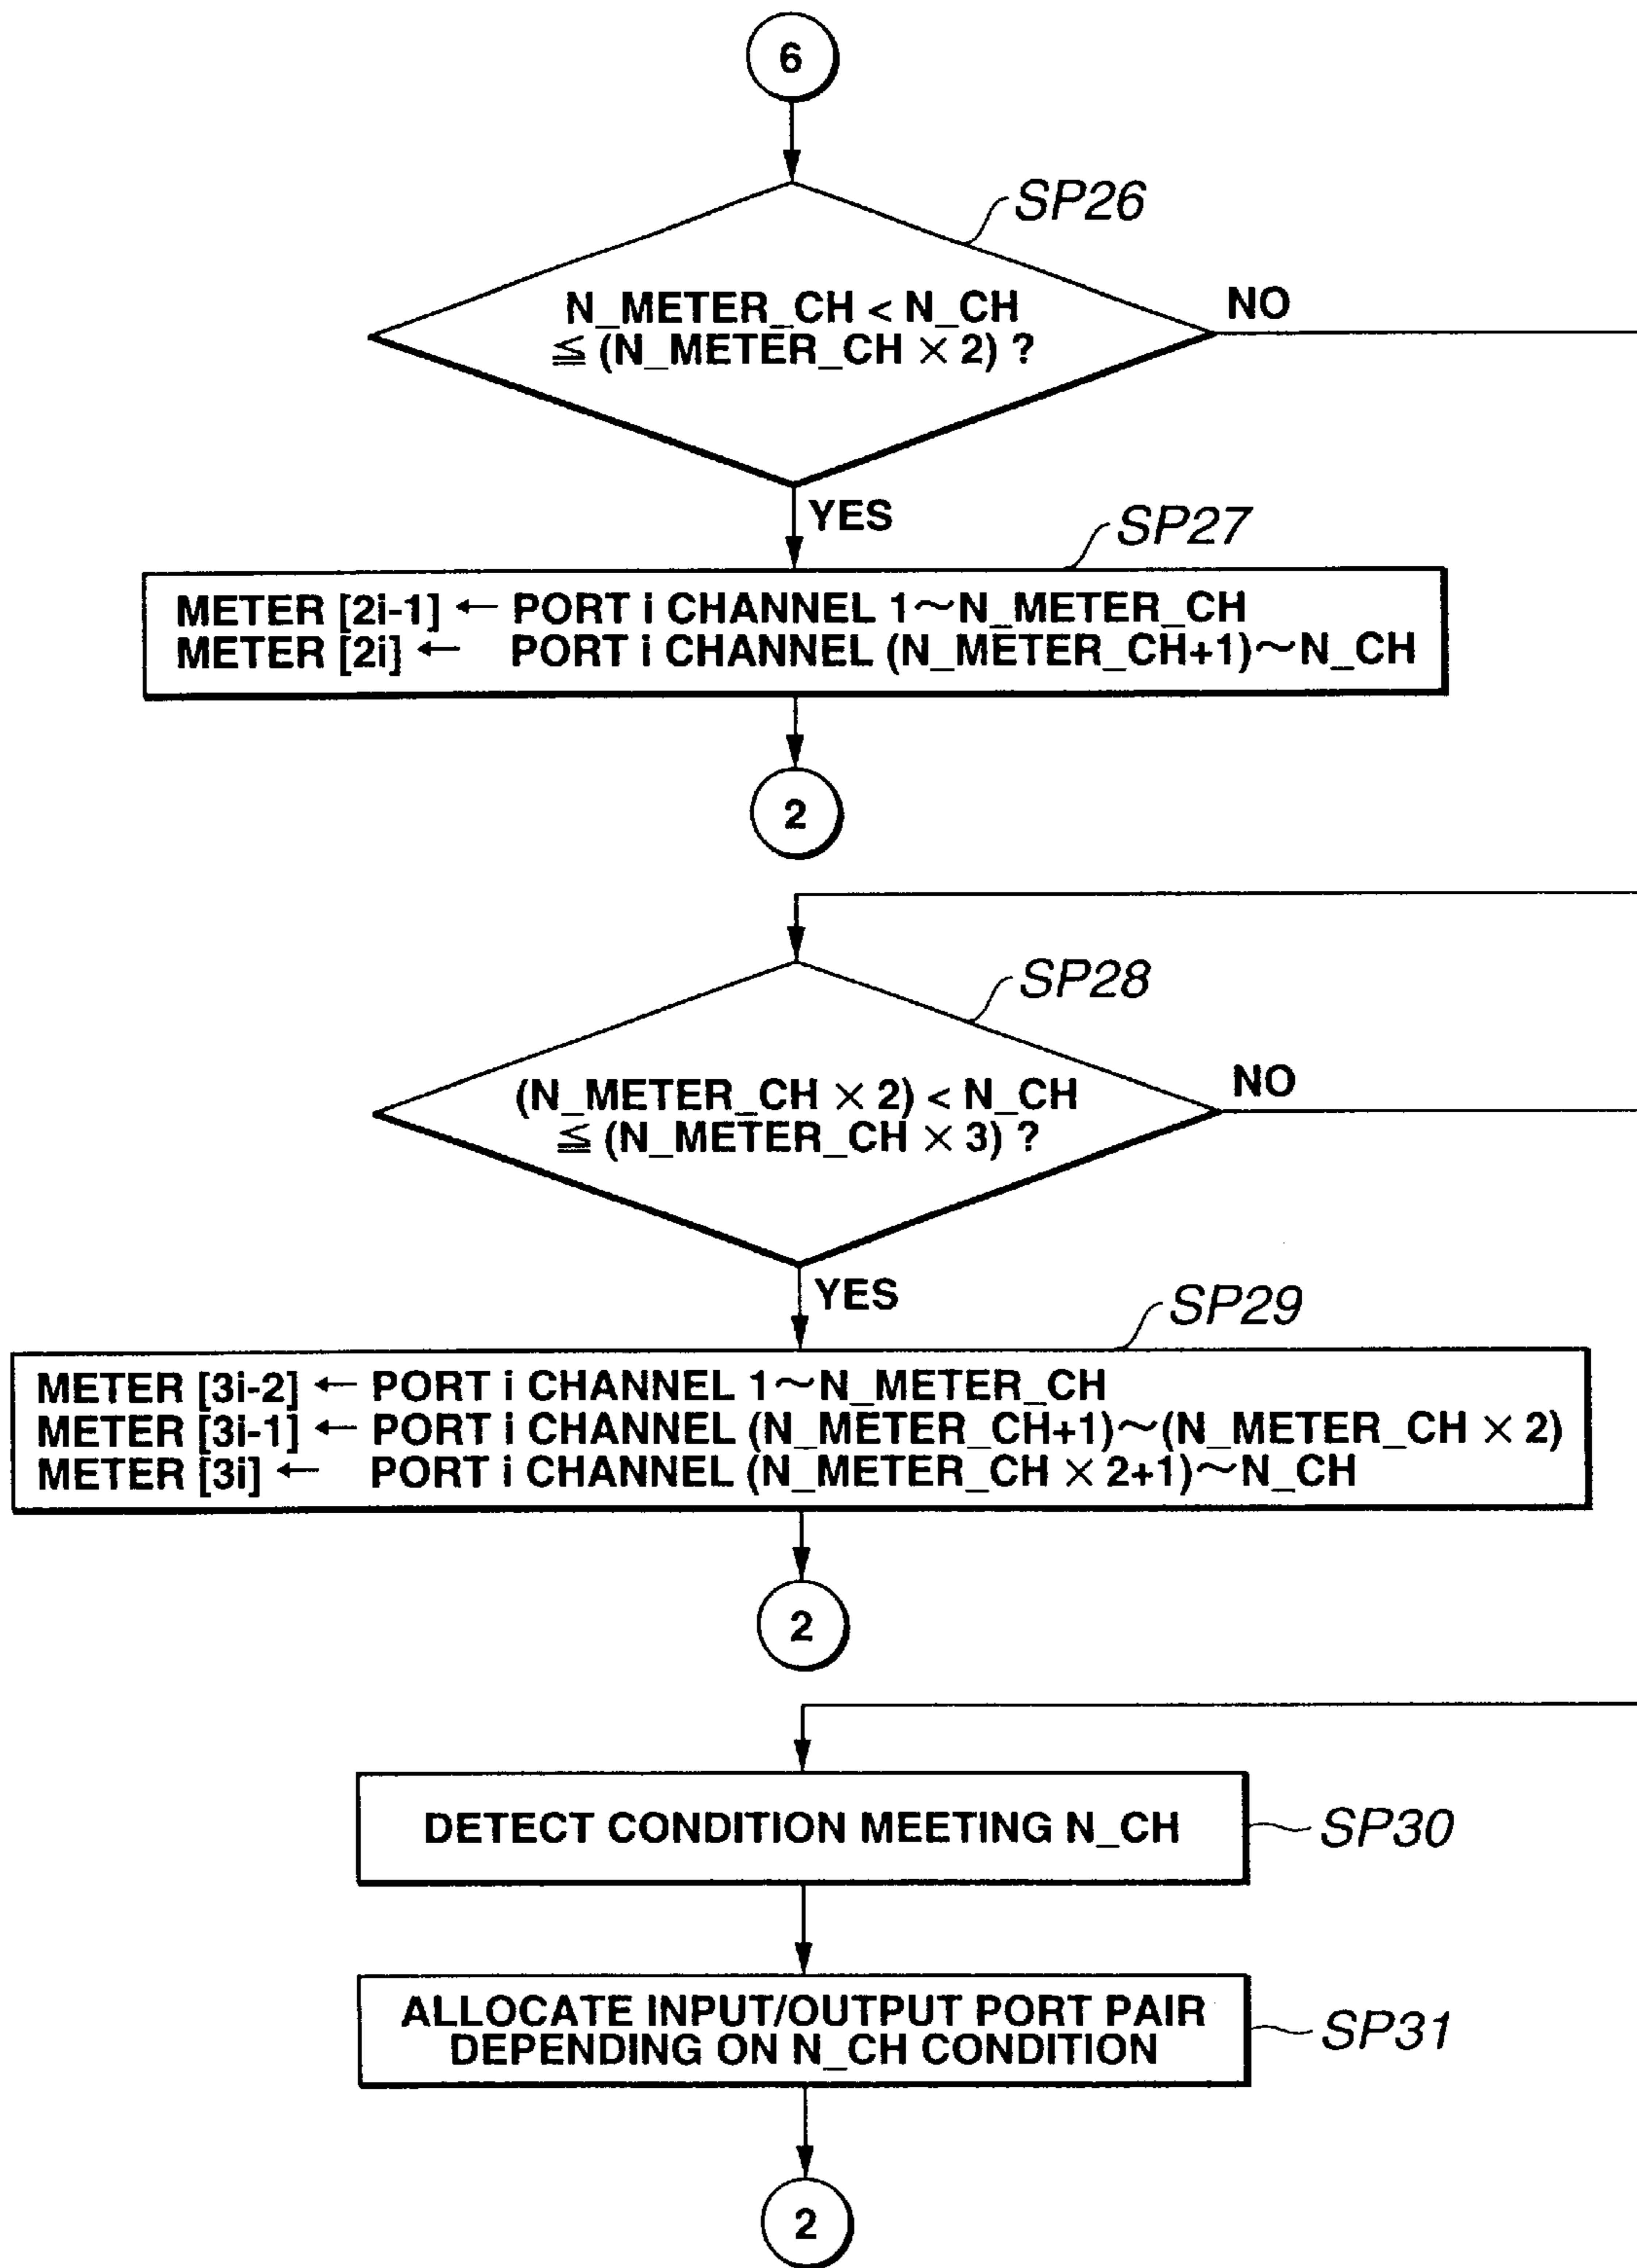 6
SP26
N_METER_CH < N_CH
≦ (N_METER_CH × 2) ?
NO
YES
SP27
METER [2i-1] ← PORT i CHANNEL 1~N_METER_CH
METER [2i] ← PORT i CHANNEL (N_METER_CH+1)~N_CH
2
SP28
(N_METER_CH × 2) < N_CH
≦ (N_METER_CH × 3) ?
NO
YES
SP29
METER [3i-2] ← PORT i CHANNEL 1~N_METER_CH
METER [3i-1] ← PORT i CHANNEL (N_METER_CH+1)~(N_METER_CH × 2)
METER [3i] ← PORT i CHANNEL (N_METER_CH × 2+1)~N_CH
2
DETECT CONDITION MEETING N_CH
SP30
ALLOCATE INPUT/OUTPUT PORT PAIR
DEPENDING ON N_CH CONDITION
SP31
2